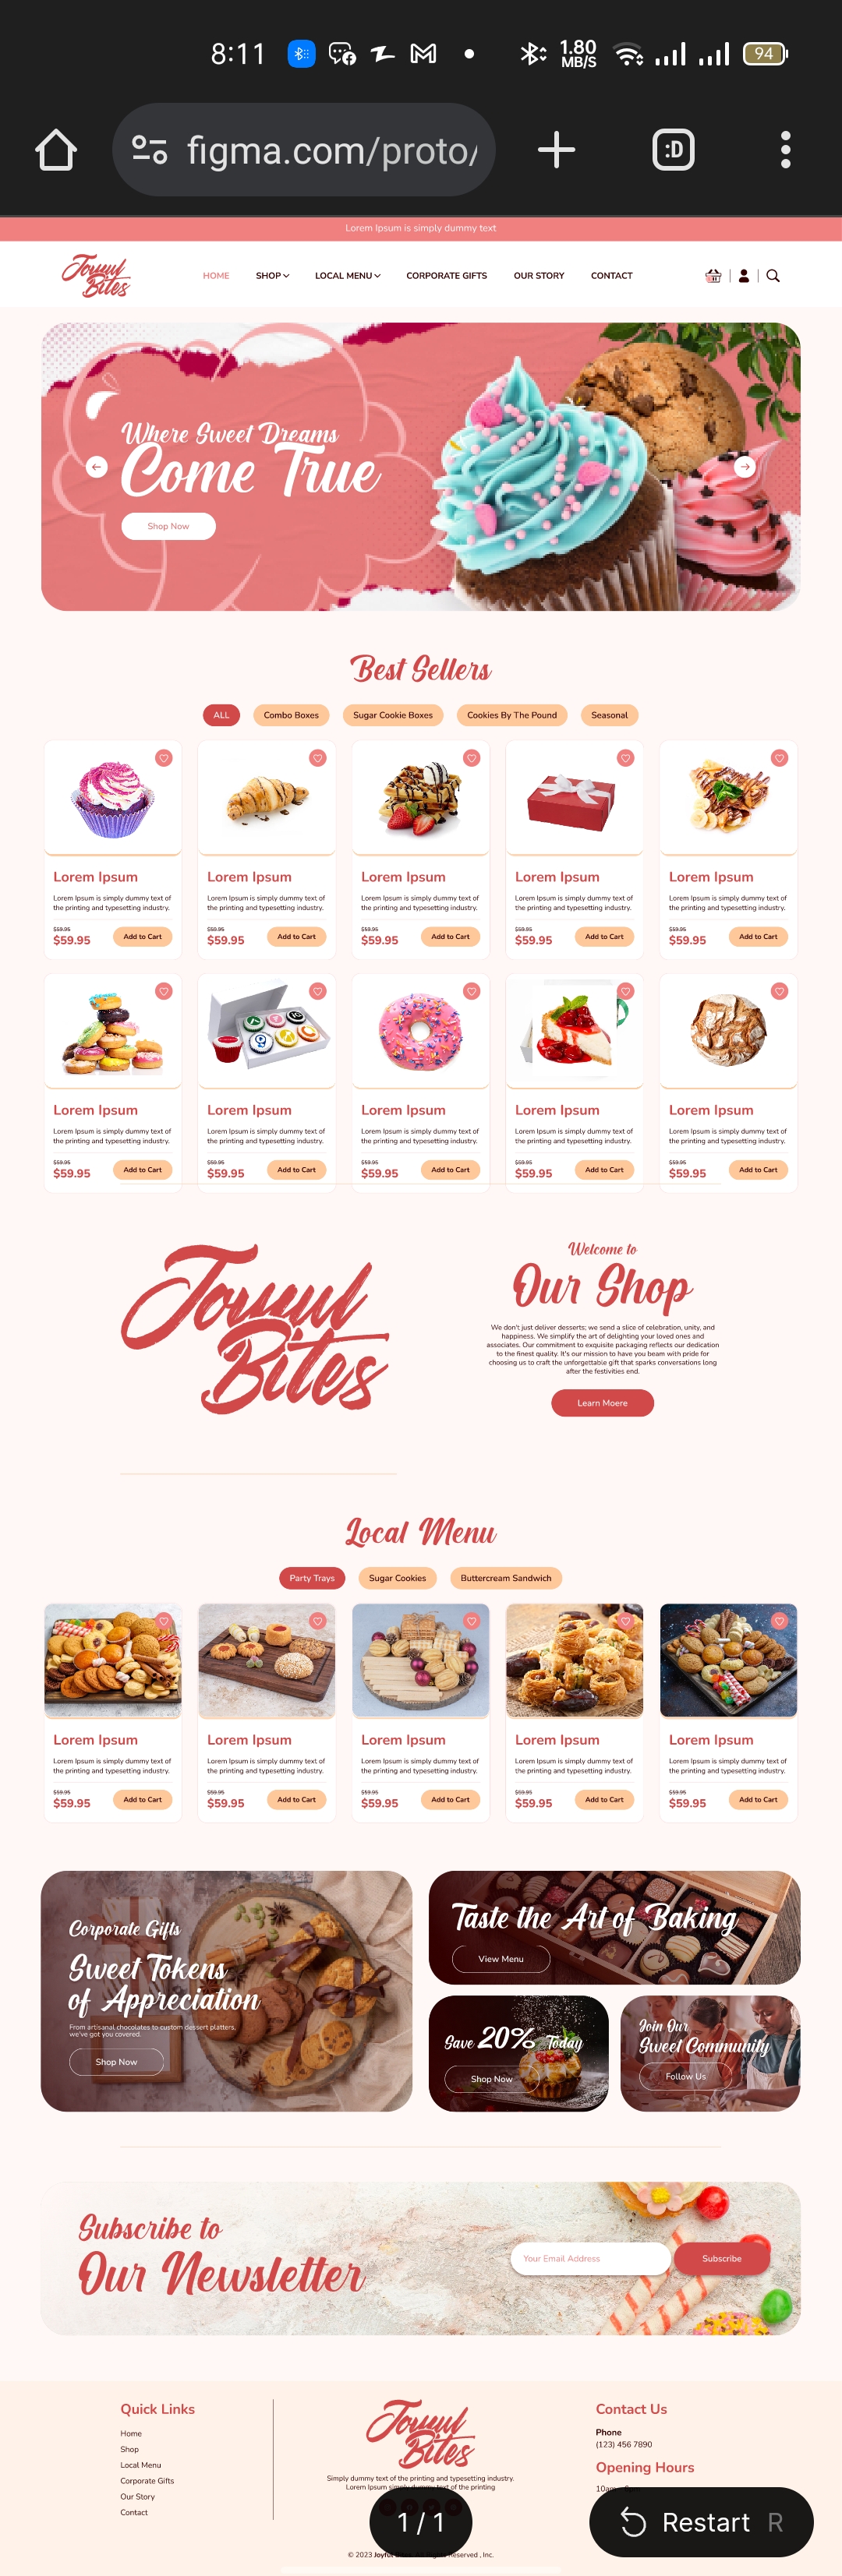 8:11
1.80
MB/S
94
figma.com/proto/
:D
Lorem Ipsum is simply dummy text
Joyful
Bites
HOME SHOP LOCAL MENU CORPORATE GIFTS OUR STORY CONTACT
Where Sweet Dreams
Come True
Shop Now
Best Sellers
ALL Combo Boxes Sugar Cookie Boxes Cookies By The Pound Seasonal
Lorem Ipsum Lorem Ipsum Lorem Ipsum Lorem Ipsum Lorem Ipsum
Lorem Ipsum is simply dummy text of Lorem Ipsum is simply dummy text of Lorem Ipsum is simply dummy text of Lorem Ipsum is simply dummy text of Lorem Ipsum is simply dummy text of
the printing and typesetting industry. the printing and typesetting industry. the printing and typesetting industry. the printing and typesetting industry. the printing and typesetting industry.
$59.95 $59.95 $59.95 $59.95 $59.95
$59.95 Add to Cart $59.95 Add to Cart $59.95 Add to Cart $59.95 Add to Cart $59.95 Add to Cart
Lorem Ipsum Lorem Ipsum Lorem Ipsum Lorem Ipsum Lorem Ipsum
Lorem Ipsum is simply dummy text of Lorem Ipsum is simply dummy text of Lorem Ipsum is simply dummy text of Lorem Ipsum is simply dummy text of Lorem Ipsum is simply dummy text of
the printing and typesetting industry. the printing and typesetting industry. the printing and typesetting industry. the printing and typesetting industry. the printing and typesetting industry.
$59.95 $59.95 $59.95 $59.95 $59.95
$59.95 Add to Cart $59.95 Add to Cart $59.95 Add to Cart $59.95 Add to Cart $59.95 Add to Cart
Joyful
Bites
Welcome to
Our Shop
We don't just deliver desserts; we send a slice of celebration, unity, and
happiness. We simplify the art of delighting your loved ones and
associates. Our commitment to exquisite packaging reflects our dedication
to the finest quality. It's our mission to have you beam with pride for
choosing us to craft the unforgettable gift that sparks conversations long
after the festivities end.
Learn Moere
Local Menu
Party Trays Sugar Cookies Buttercream Sandwich
Lorem Ipsum Lorem Ipsum Lorem Ipsum Lorem Ipsum Lorem Ipsum
Lorem Ipsum is simply dummy text of Lorem Ipsum is simply dummy text of Lorem Ipsum is simply dummy text of Lorem Ipsum is simply dummy text of Lorem Ipsum is simply dummy text of
the printing and typesetting industry. the printing and typesetting industry. the printing and typesetting industry. the printing and typesetting industry. the printing and typesetting industry.
$59.95 $59.95 $59.95 $59.95 $59.95
$59.95 Add to Cart $59.95 Add to Cart $59.95 Add to Cart $59.95 Add to Cart $59.95 Add to Cart
Corporate Gifts
Sweet Tokens
of Appreciation
From artisanal chocolates to custom dessert platters,
we've got you covered.
Shop Now
Taste the Art of Baking
View Menu
Save 20% Today
Shop Now
Join Our
Sweet Community
Follow Us
Subscribe to
Our Newsletter
Your Email Address
Subscribe
Quick Links
Home
Shop
Local Menu
Corporate Gifts
Our Story
Contact
Joyful
Bites
Simply dummy text of the printing and typesetting industry.
Lorem Ipsum simply dummy text of the printing
© 2023 Joyful Reserved , Inc.
Contact Us
Phone
(123) 456 7890
Opening Hours
10am
1 / 1
Restart R